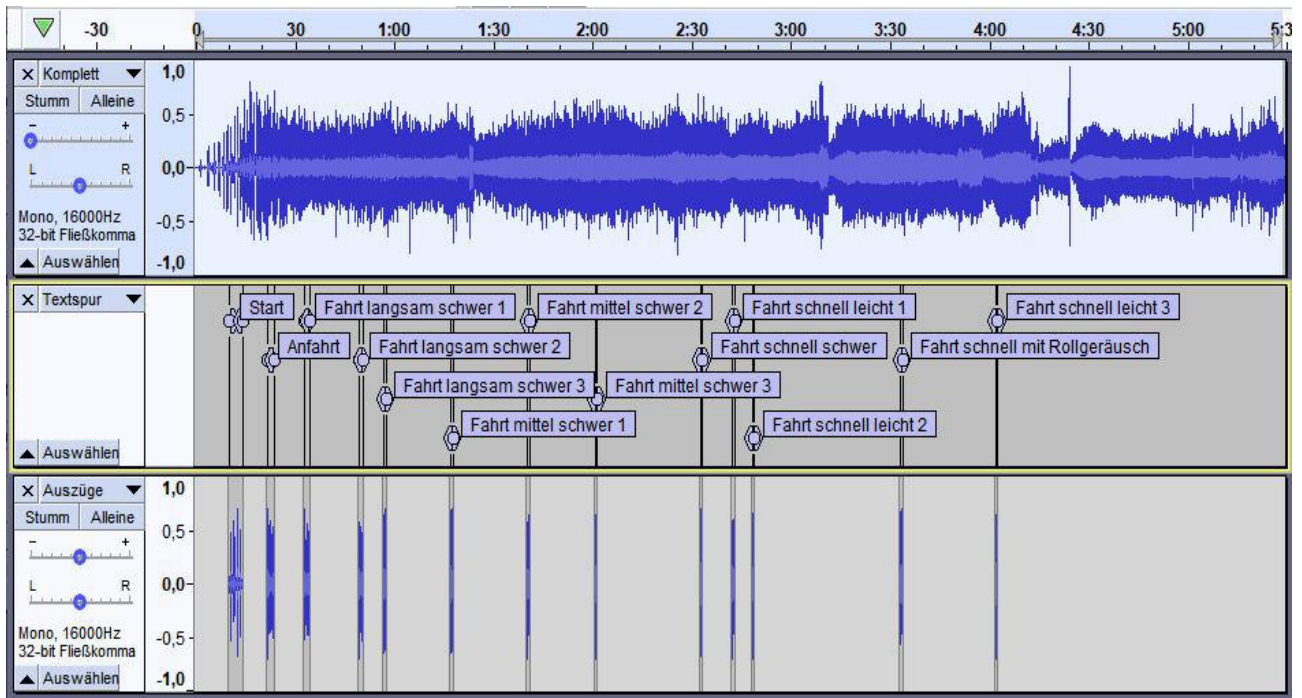 -30 0 30 1:00 1:30 2:00 2:30 3:00 3:30 4:00 4:30 5:00 5:3
X Komplett ▼ 1,0
Stumm Alleine
0,5
- +
L R
0,0
Mono, 16000Hz
-0,5
32-bit Fließkomma
▲ Auswählen -1,0
X Textspur ▼
Start Fahrt langsam schwer 1 Fahrt mittel schwer 2 Fahrt schnell leicht 1 Fahrt schnell leicht 3
Anfahrt Fahrt langsam schwer 2 Fahrt schnell schwer Fahrt schnell mit Rollgeräusch
Fahrt langsam schwer 3 Fahrt mittel schwer 3
Fahrt mittel schwer 1 Fahrt schnell leicht 2
▲ Auswählen
X Auszüge ▼ 1,0
Stumm Alleine
0,5
- +
L R
0,0
Mono, 16000Hz
-0,5
32-bit Fließkomma
▲ Auswählen -1,0